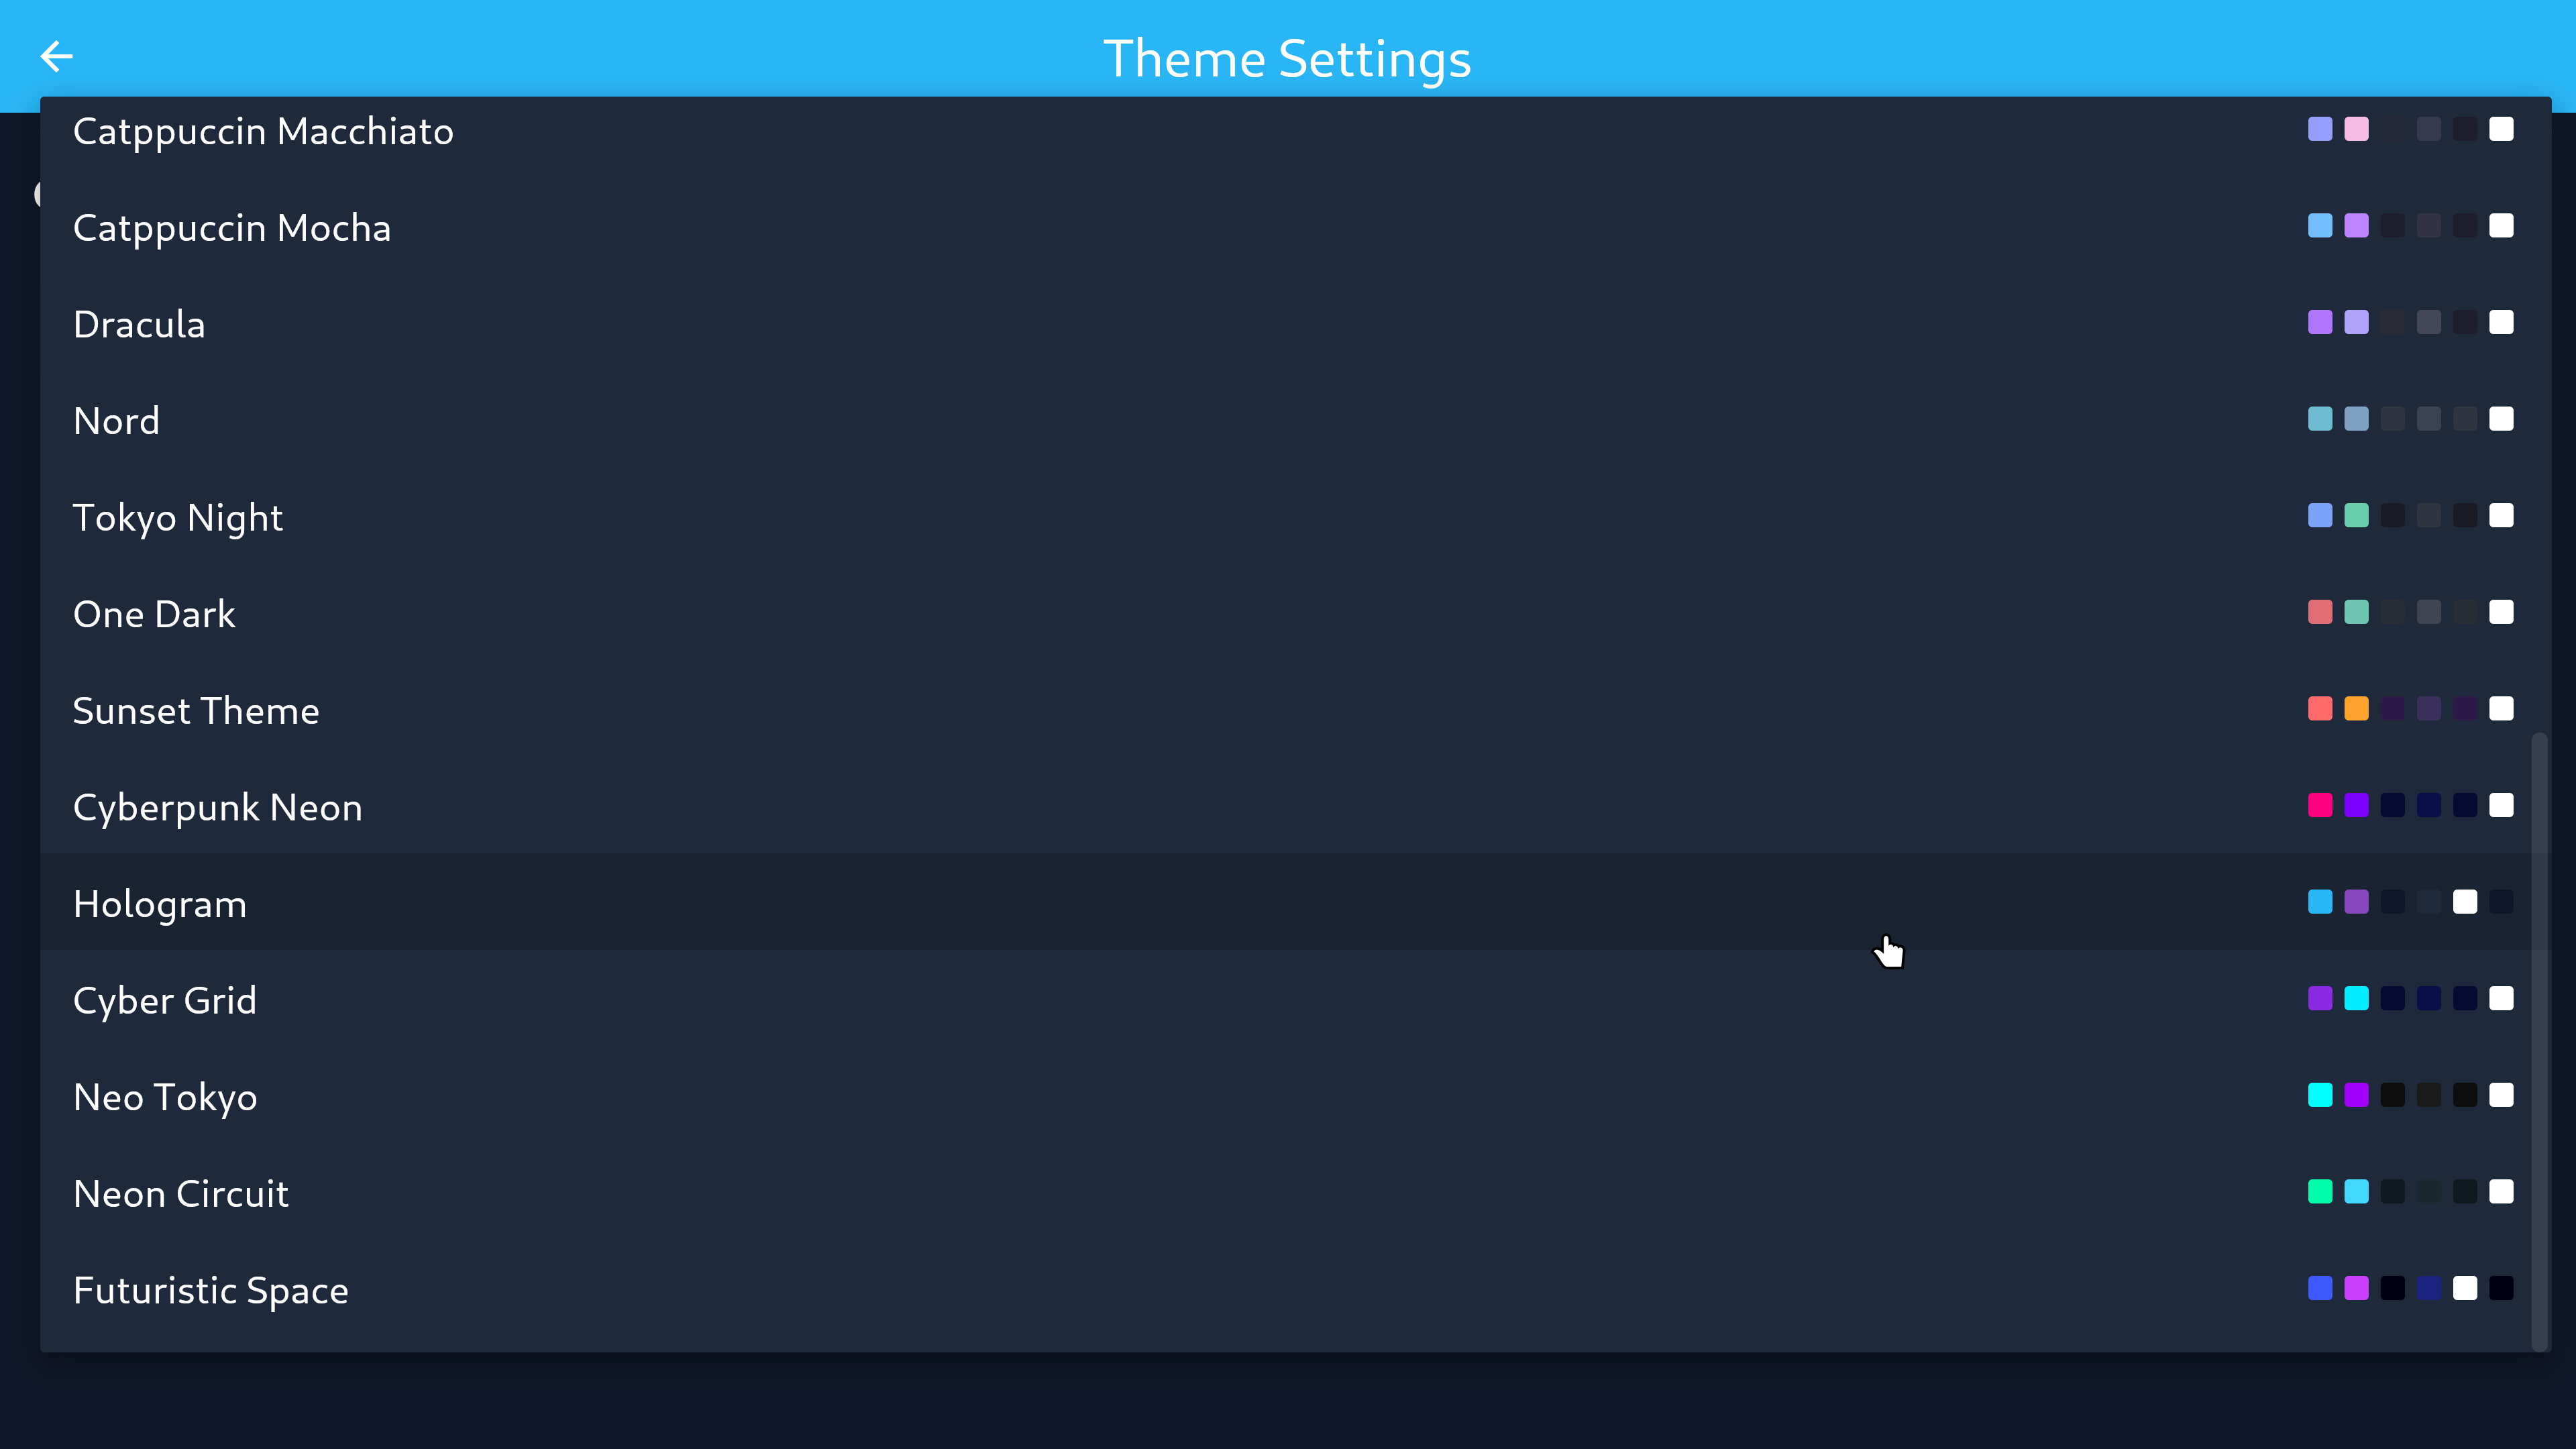 Theme Settings
Catppuccin Macchiato
Catppuccin Mocha
Dracula
Nord
Tokyo Night
One Dark
Sunset Theme
Cyberpunk Neon
Hologram
Cyber Grid
Neo Tokyo
Neon Circuit
Futuristic Space